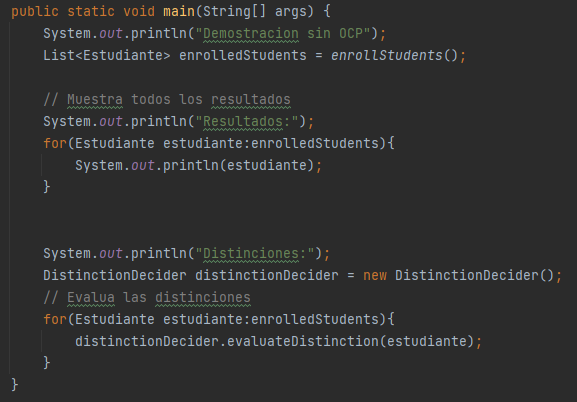 public static void main(String[] args) {
    System.out.println("Demostracion sin OCP");
    List<Estudiante> enrolledStudents = enrollStudents();

    // Muestra todos los resultados
    System.out.println("Resultados:");
    for(Estudiante estudiante:enrolledStudents){
        System.out.println(estudiante);
    }


    System.out.println("Distinciones:");
    DistinctionDecider distinctionDecider = new DistinctionDecider();
    // Evalua las distinciones
    for(Estudiante estudiante:enrolledStudents){
        distinctionDecider.evaluateDistinction(estudiante);
    }
}